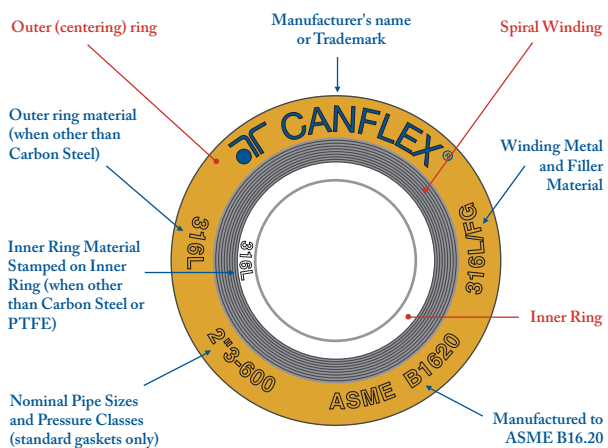 Outer (centering) ring
Manufacturer's name
or Trademark
Spiral Winding
Outer ring material
(when other than
Carbon Steel)
CANFLEX®
Winding Metal
and Filler
Material
316L
316L
316L/FG
Inner Ring Material
Stamped on Inner
Ring (when other
than Carbon Steel or
PTFE)
Inner Ring
2"3-600
ASME B1620
Nominal Pipe Sizes
and Pressure Classes
(standard gaskets only)
Manufactured to
ASME B16.20